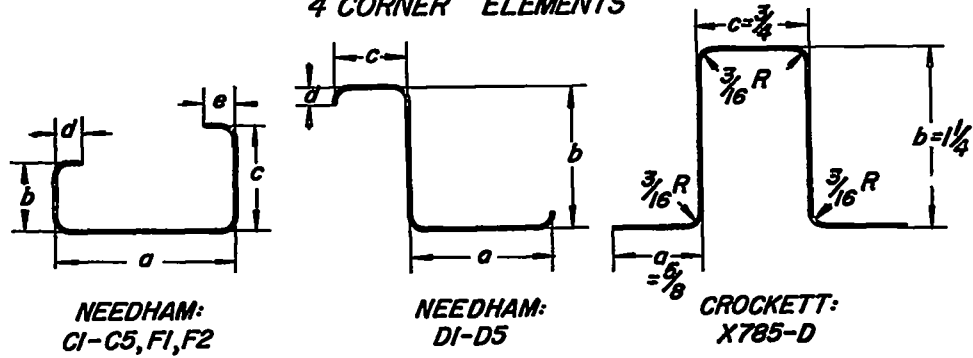 4 CORNER ELEMENTS
c
d
b
a
NEEDHAM:
C1-C5, F1, F2
d
e
b
c
a
NEEDHAM:
D1-D5
c=3/4
3/16 R
b=1 1/4
3/16 R
3/16 R
a
=5/8
CROCKETT:
X785-D